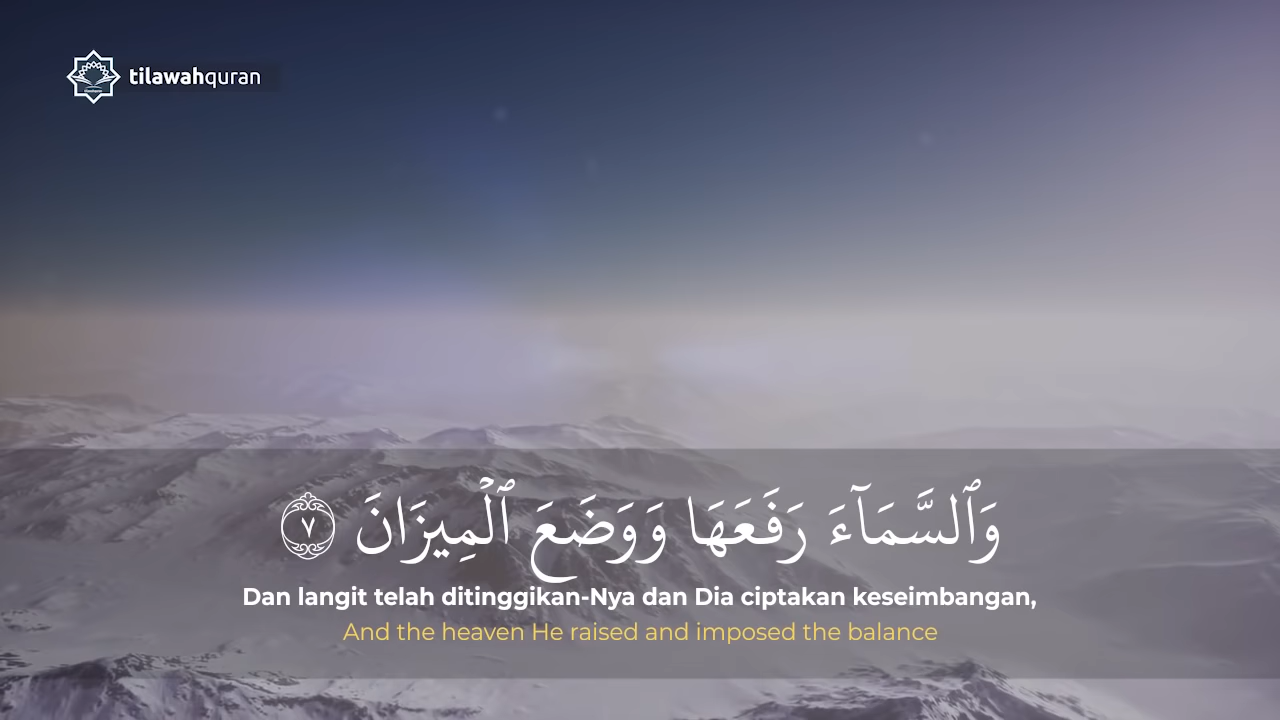 tilawahquran
وَٱلسَّمَآءَ رَفَعَهَا وَوَضَعَ ٱلْمِيزَانَ ٧
Dan langit telah ditinggikan-Nya dan Dia ciptakan keseimbangan,
And the heaven He raised and imposed the balance